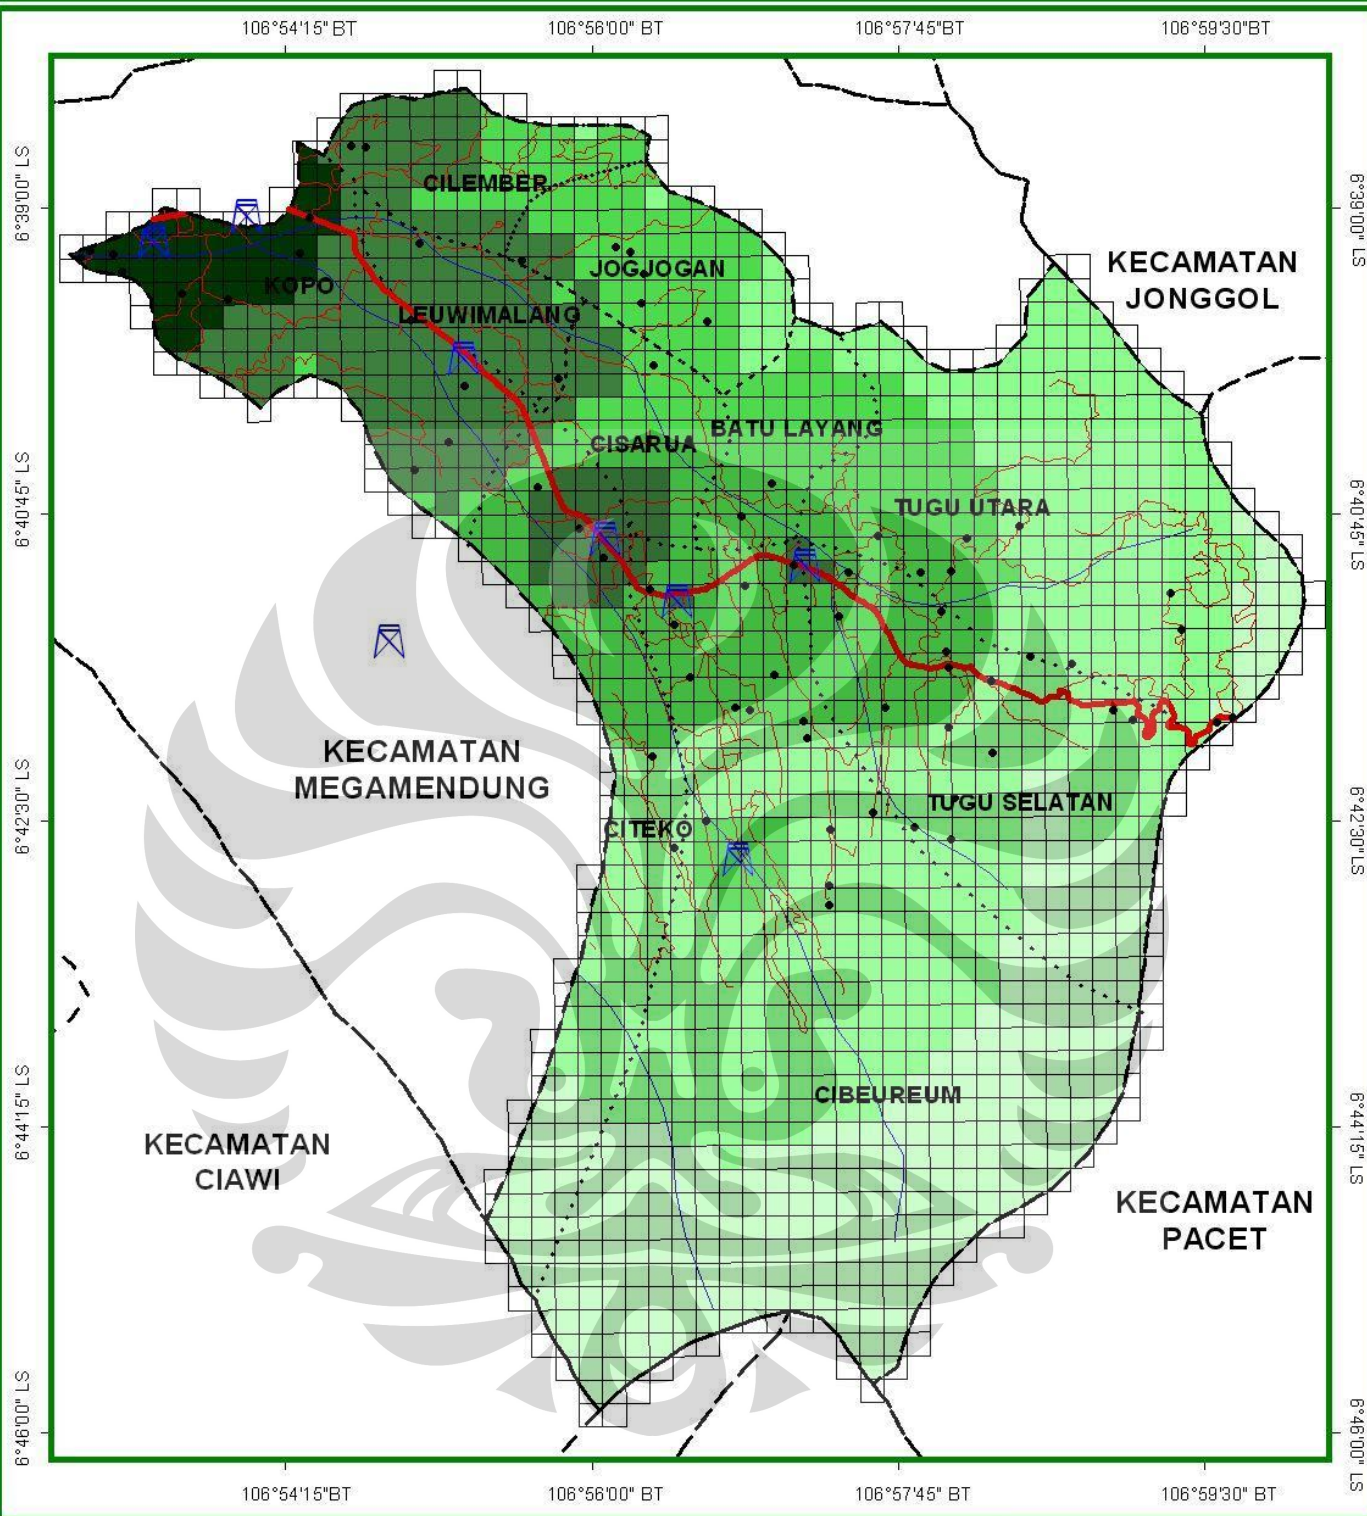 106°54'15" BT
106°56'00" BT
106°57'45" BT
106°59'30" BT
6°39'00" LS
6°39'00" LS
CILEMBER
KECAMATAN
JONGGOL
JOGJOGAN
KOPO
LEUWIMALANG
BATU LAYANG
CISARUA
6°40'45" LS
6°40'45" LS
TUGU UTARA
KECAMATAN
MEGAMENDUNG
6°42'30" LS
6°42'30" LS
TUGU SELATAN
CITEKO
CIBEUREUM
6°44'15" LS
6°44'15" LS
KECAMATAN
CIAWI
KECAMATAN
PACET
6°46'00" LS
6°46'00" LS
106°54'15"BT
106°56'00" BT
106°57'45" BT
106°59'30" BT